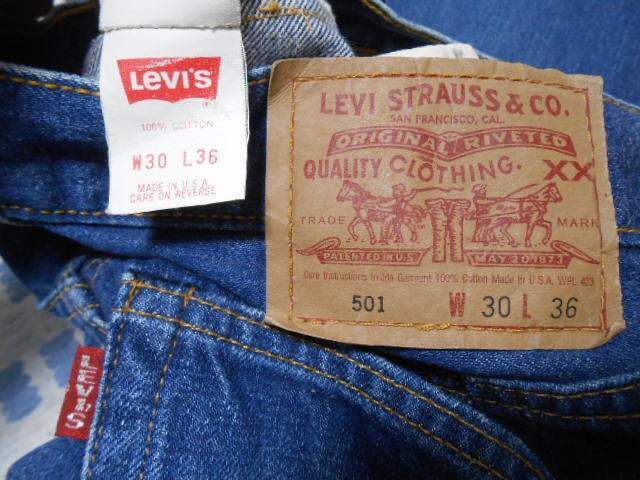 LEVI'S
®
100% COTTON
W30 L36
MADE IN U.S.A.
CARE ON REVERSE
LEVI STRAUSS & CO.
SAN FRANCISCO, CAL.
ORIGINAL RIVETED
QUALITY CLOTHING. XX
TRADE MARK
PATENTED IN U.S. MAY 20 1873
Care Instructions Inside Garment 100% Cotton Made in U.S.A. WPL 423
501 W 30 L 36
LEVI'S